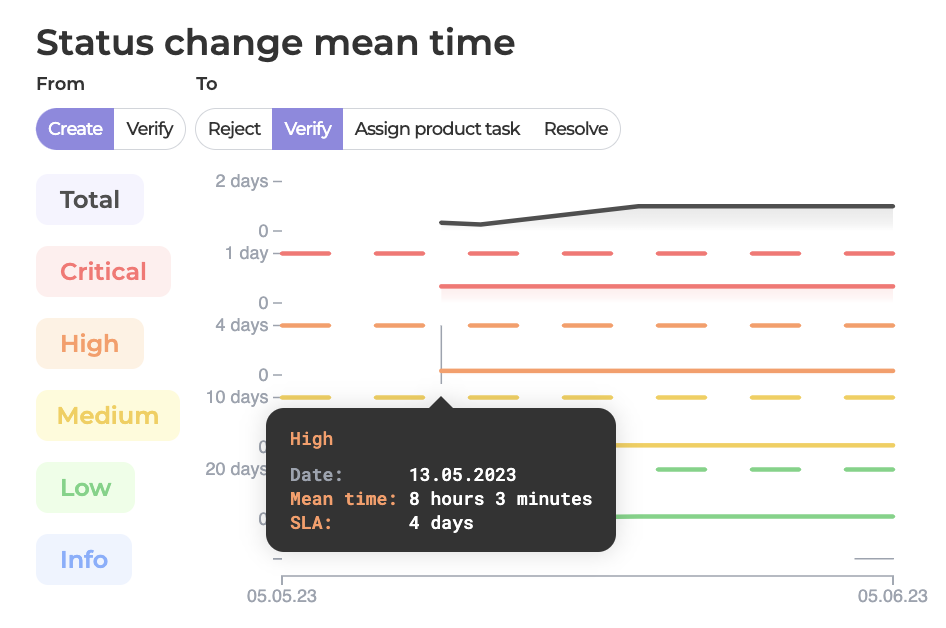 Status change mean time
From To
Create Verify Reject Verify Assign product task Resolve
Total
2 days
0
Critical
1 day
0
High
4 days
0
Medium
10 days
0
Low
20 days
0
Info
High
Date: 13.05.2023
Mean time: 8 hours 3 minutes
SLA: 4 days
05.05.23 05.06.23